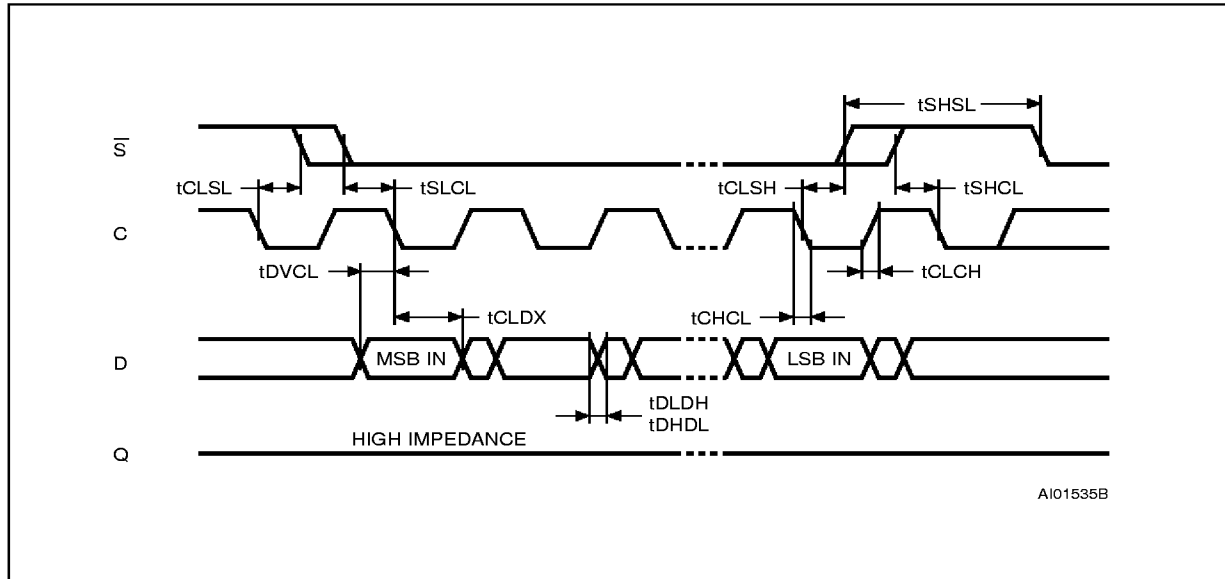 tSHSL
S̅
tCLSL tSLCL tCLSH tSHCL
C
tDVCL tCLCH
tCLDX tCHCL
D MSB IN LSB IN
tDLDH
tDHDL
HIGH IMPEDANCE
Q
AI01535B